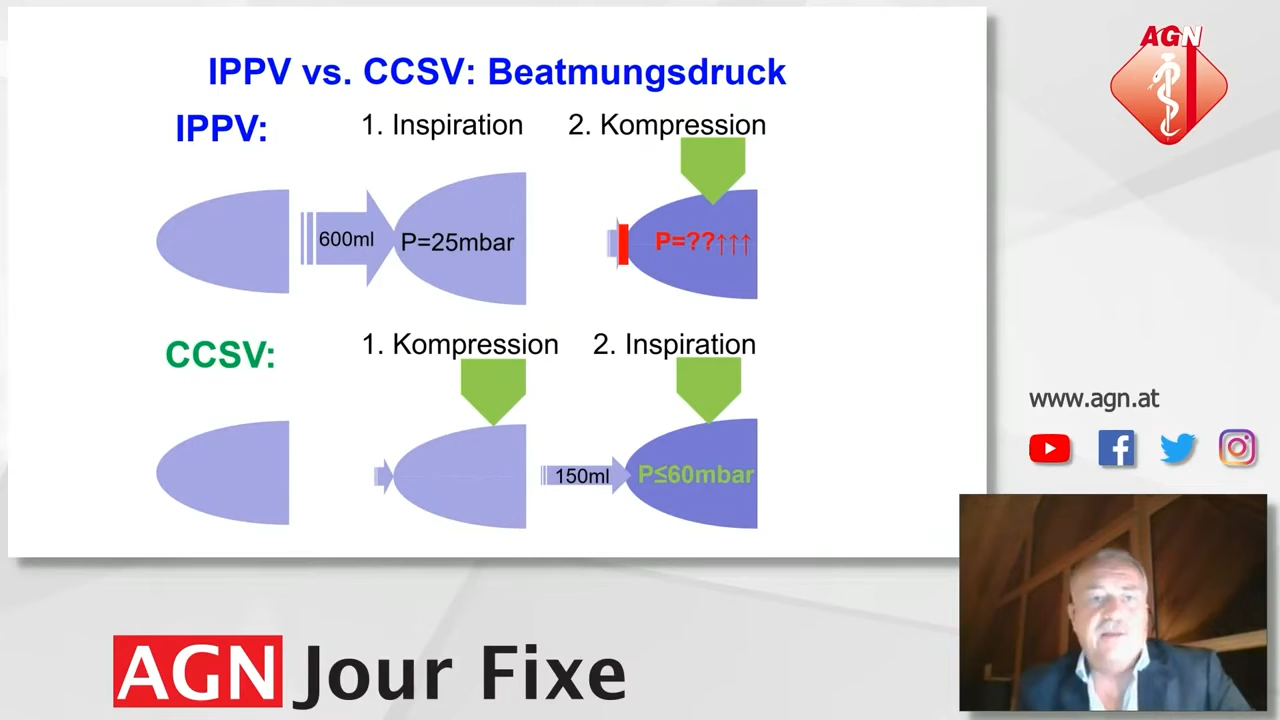 IPPV vs. CCSV: Beatmungsdruck
IPPV:
1. Inspiration
2. Kompression
600ml
P=25mbar
P=??↑↑↑
CCSV:
1. Kompression
2. Inspiration
150ml
P≤60mbar
AGN
www.agn.at
AGN Jour Fixe